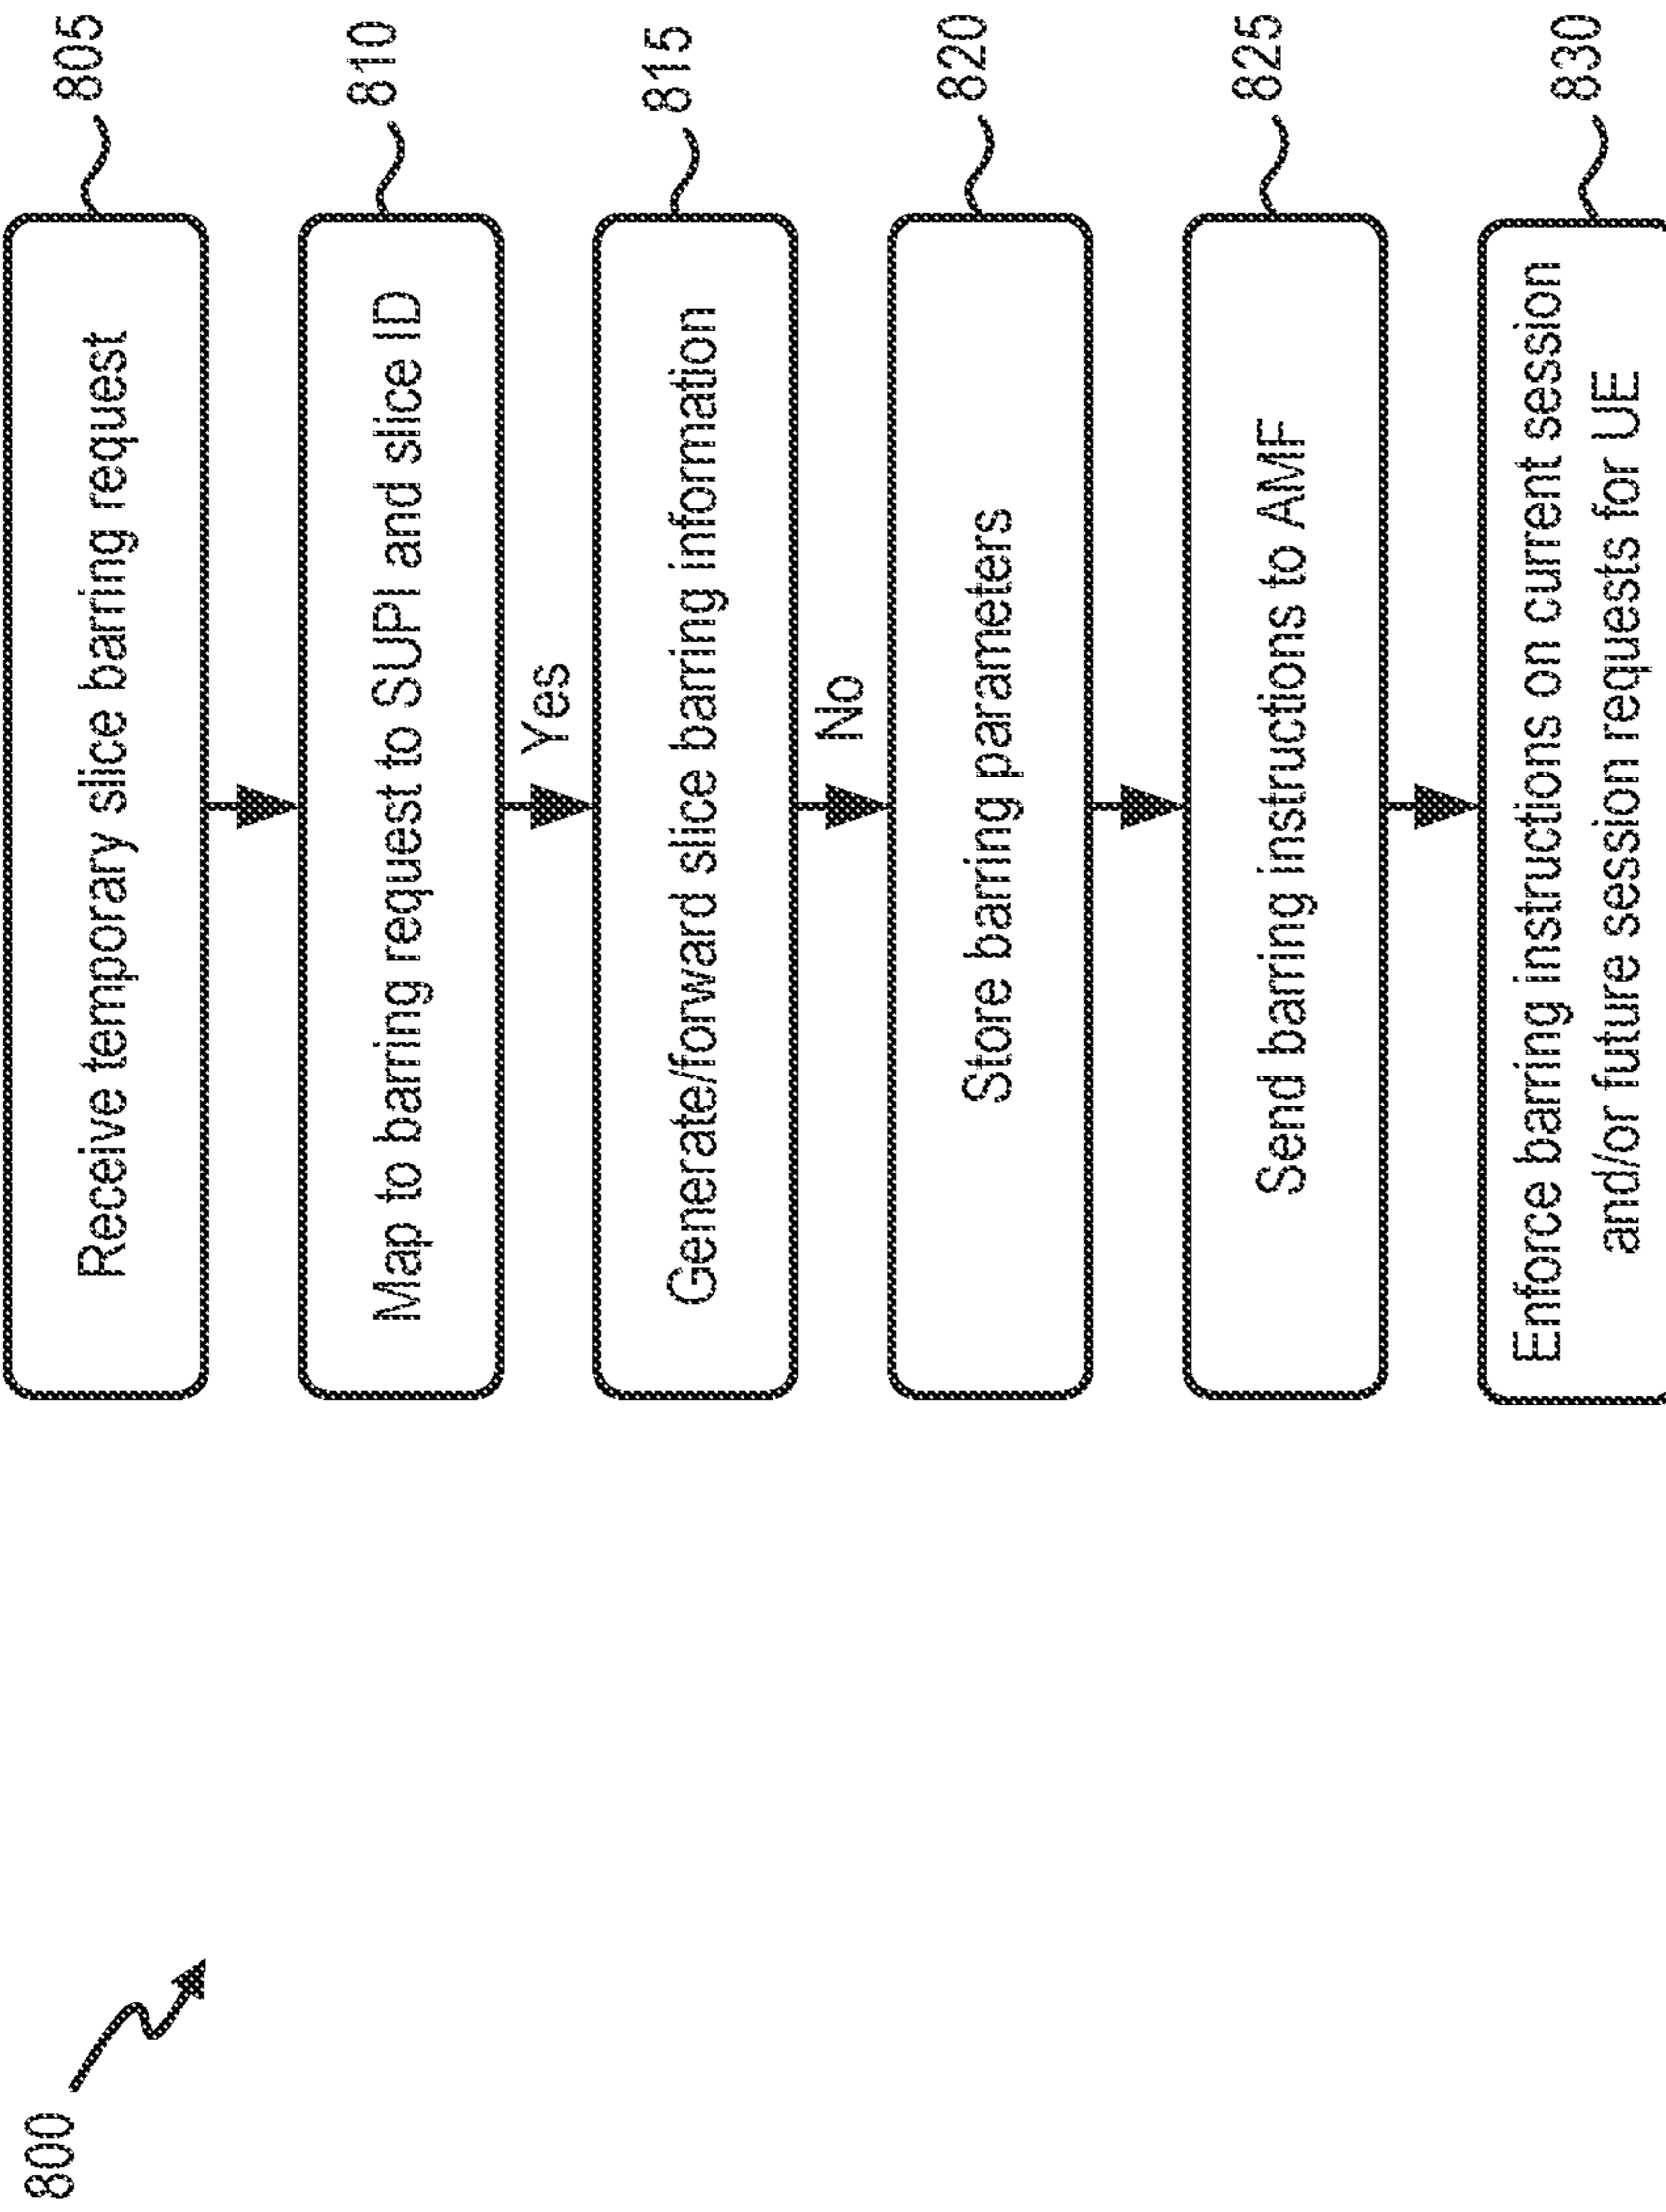 800
Receive temporary slice barring request
805
Map to barring request to SUPI and slice ID
810
Yes
Generate/forward slice barring information
815
No
Store barring parameters
820
Send barring instructions to AMF
825
Enforce barring instructions on current session
and/or future session requests for UE
830